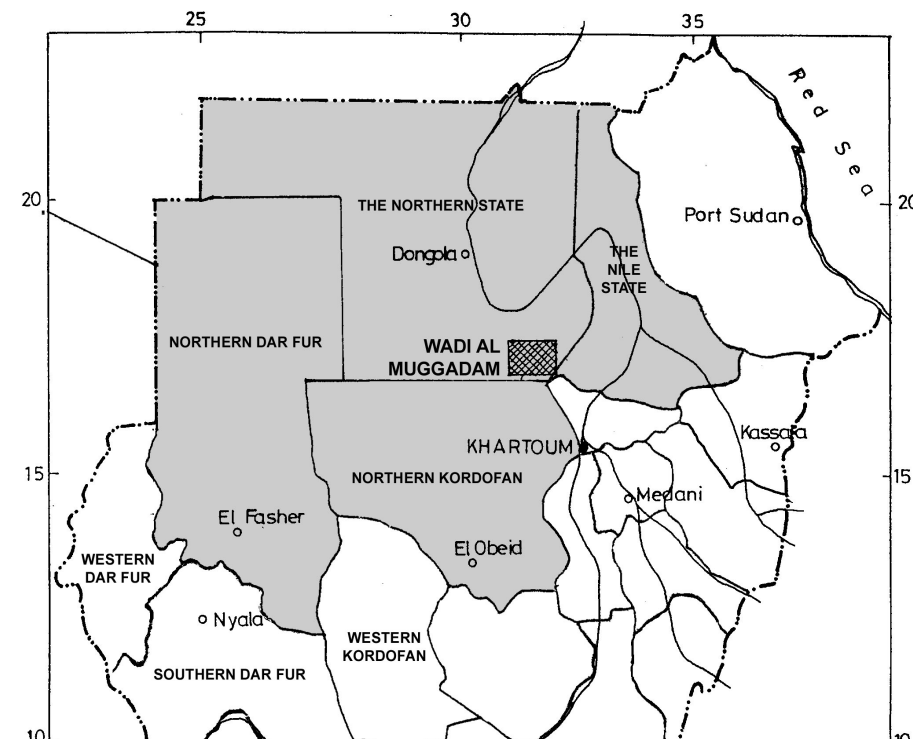 25
30
35
Red Sea
20
20
THE NORTHERN STATE
Port Sudan
Dongola
THE
NILE
STATE
NORTHERN DAR FUR
WADI AL
MUGGADAM
Kassala
KHARTOUM
15
15
NORTHERN KORDOFAN
Medani
El Fasher
El Obeid
WESTERN
DAR FUR
Nyala
WESTERN
KORDOFAN
SOUTHERN DAR FUR
10
10